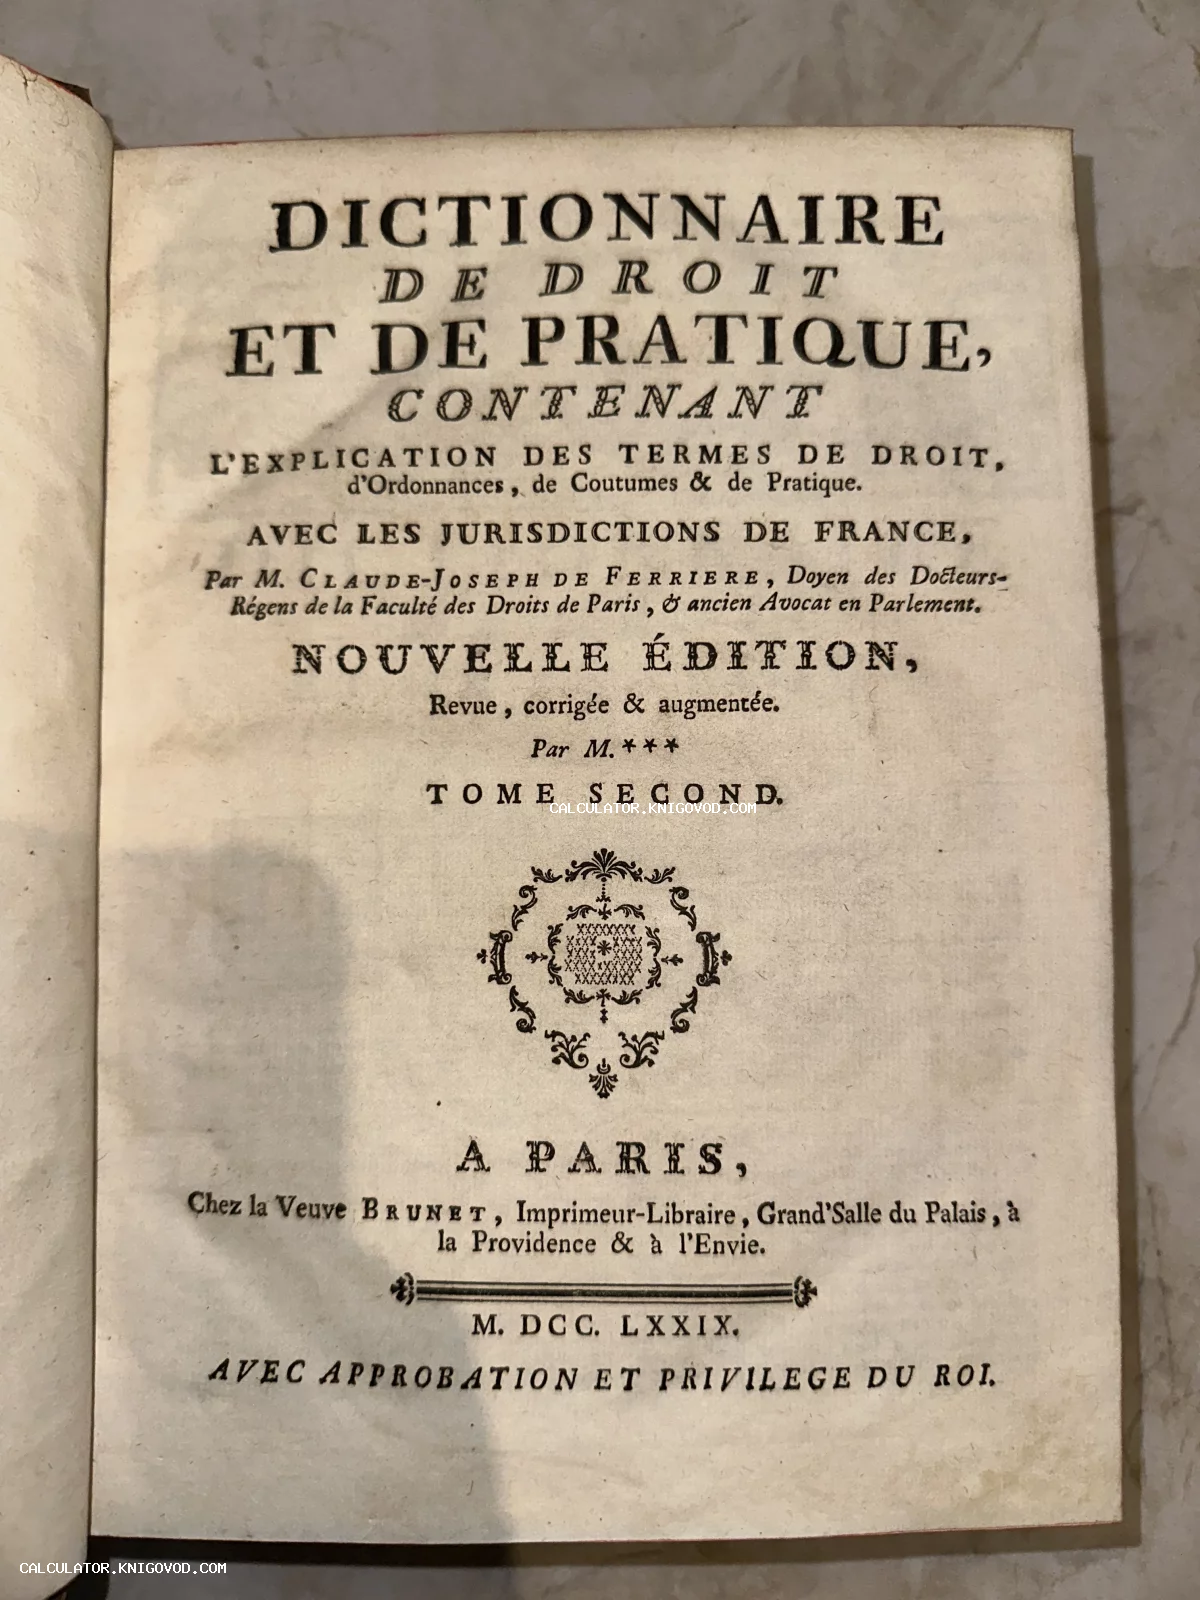 DICTIONNAIRE
DE DROIT
ET DE PRATIQUE,
CONTENANT
L'EXPLICATION DES TERMES DE DROIT,
d'Ordonnances, de Coutumes & de Pratique.
AVEC LES JURISDICTIONS DE FRANCE,
Par M. CLAUDE-JOSEPH DE FERRIERE, Doyen des Docteurs-
Régens de la Faculté des Droits de Paris, & ancien Avocat en Parlement.
NOUVELLE ÉDITION,
Revue, corrigée & augmentée.
Par M. ***
TOME SECOND.
CALCULATOR.KNIGOVOD.COM
A PARIS,
Chez la Veuve BRUNET, Imprimeur-Libraire, Grand'Salle du Palais, à
la Providence & à l'Envie.
M. DCC. LXXIX.
AVEC APPROBATION ET PRIVILEGE DU ROI.
CALCULATOR.KNIGOVOD.COM